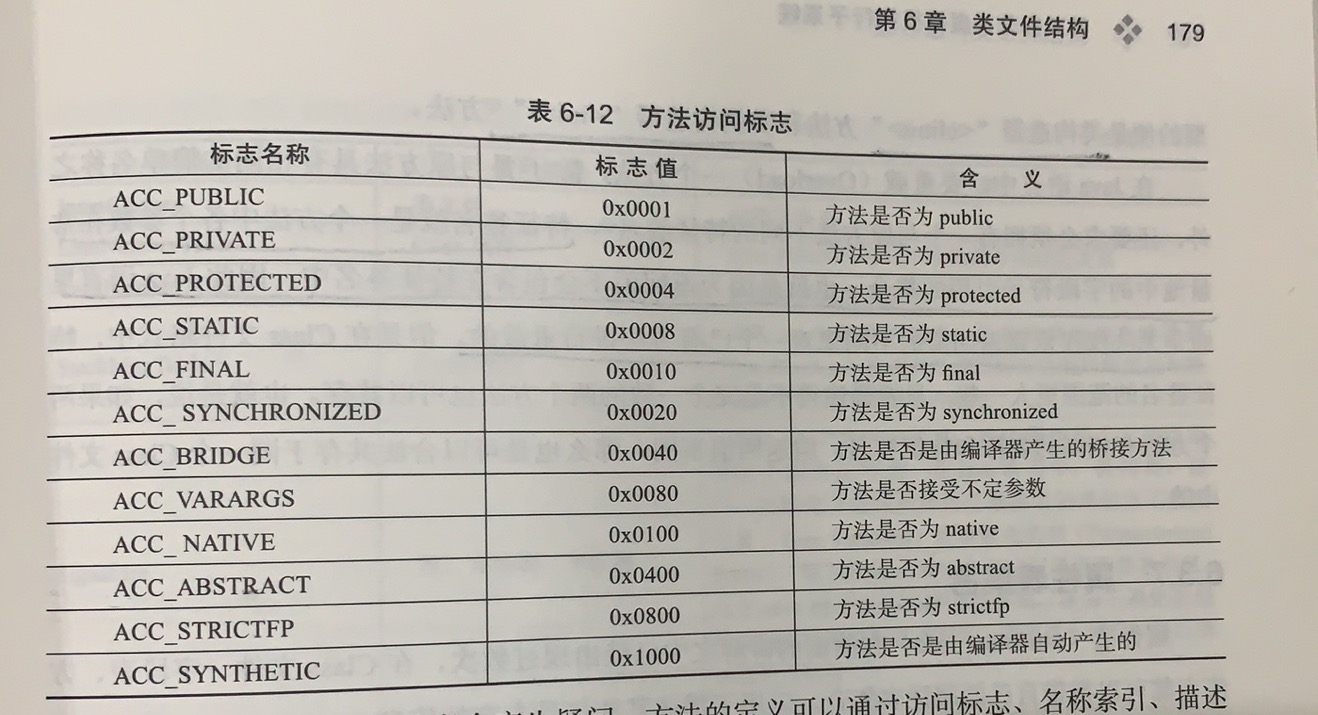 第 6 章 类文件结构 179
表 6-12 方法访问标志
标志名称 标 志 值 含 义
ACC_PUBLIC 0x0001 方法是否为 public
ACC_PRIVATE 0x0002 方法是否为 private
ACC_PROTECTED 0x0004 方法是否为 protected
ACC_STATIC 0x0008 方法是否为 static
ACC_FINAL 0x0010 方法是否为 final
ACC_ SYNCHRONIZED 0x0020 方法是否为 synchronized
ACC_BRIDGE 0x0040 方法是否是由编译器产生的桥接方法
ACC_VARARGS 0x0080 方法是否接受不定参数
ACC_ NATIVE 0x0100 方法是否为 native
ACC_ABSTRACT 0x0400 方法是否为 abstract
ACC_STRICTFP 0x0800 方法是否为 strictfp
ACC_SYNTHETIC 0x1000 方法是否是由编译器自动产生的
方法的定义可以通过访问标志、名称索引、描述